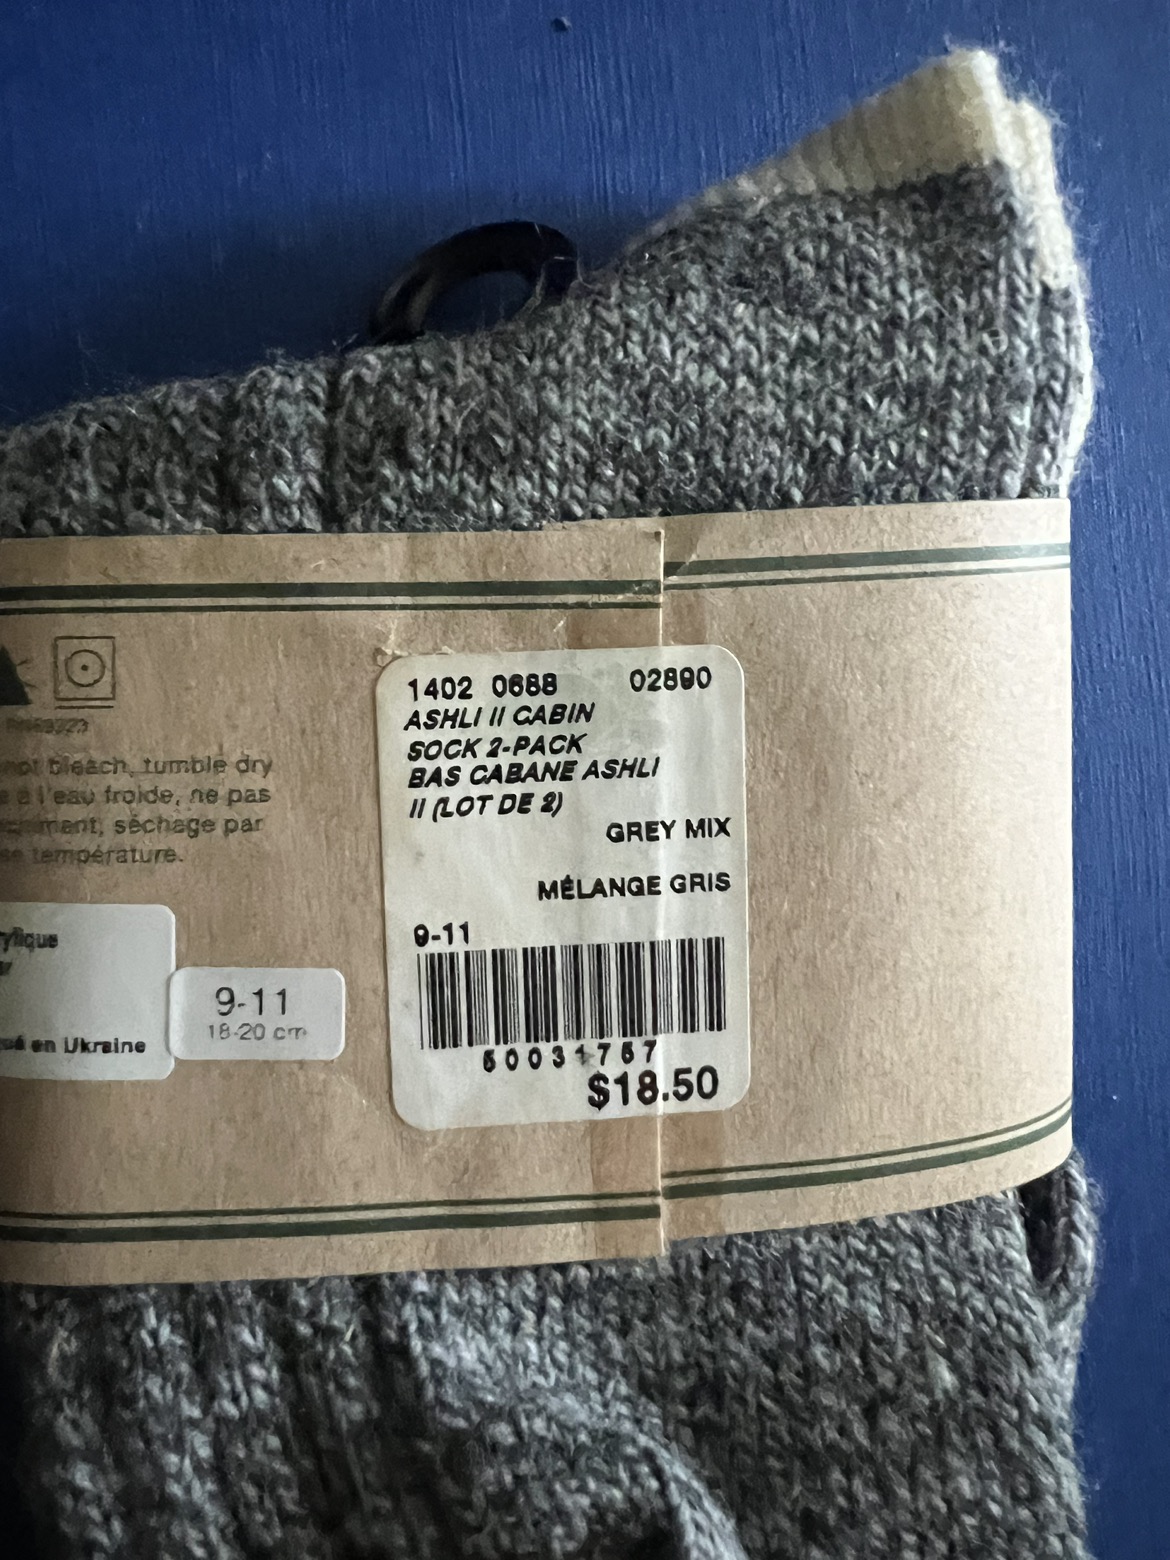 not bleach, tumble dry
à l'eau froide, ne pas
séchage par
température.
en Ukraine
9-11
18-20 cm
1402 0688 02890
ASHLI II CABIN
SOCK 2-PACK
BAS CABANE ASHLI
II (LOT DE 2)
GREY MIX
MÉLANGE GRIS
9-11
50031767
$18.50